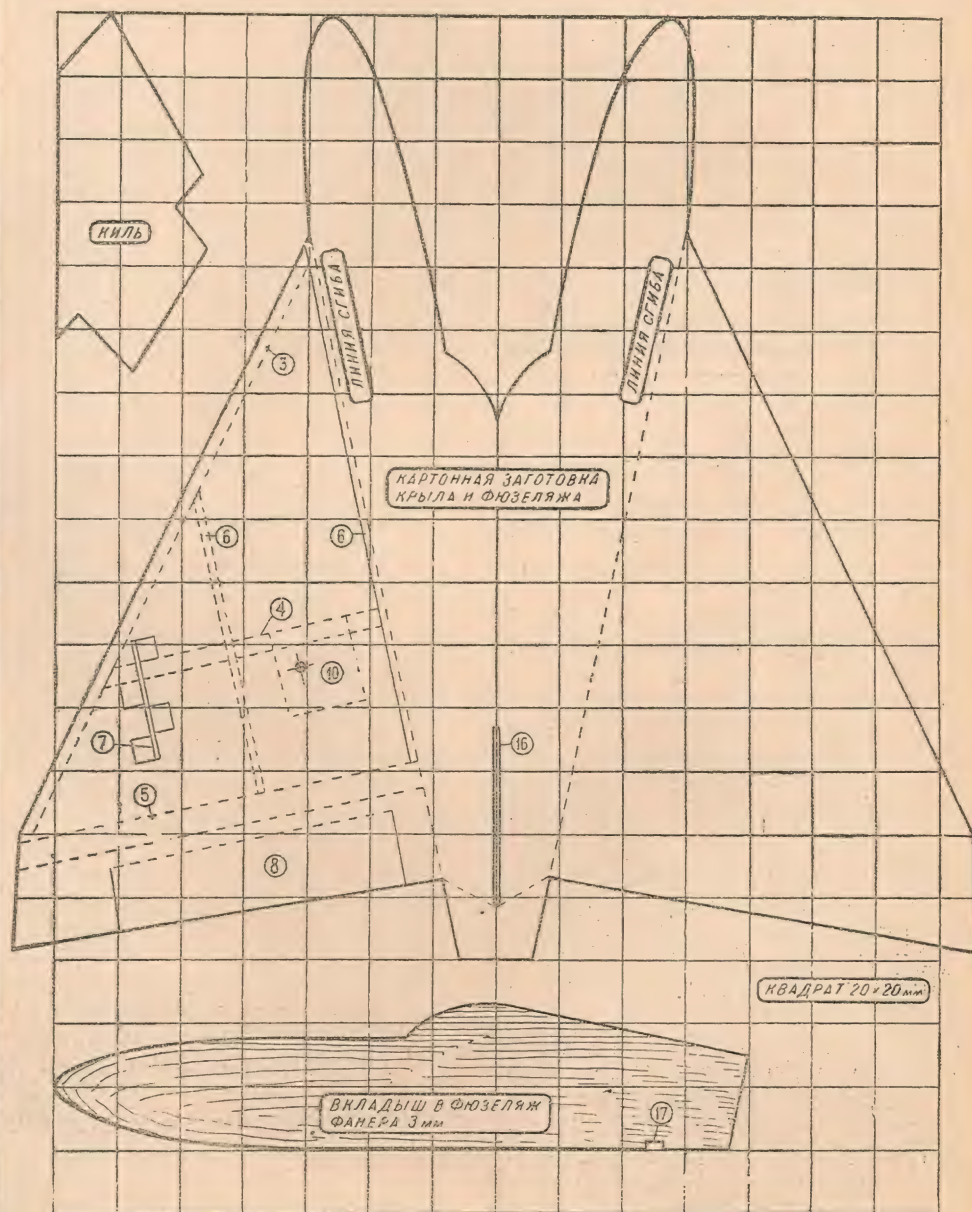 КИЛЬ
ЛИНИЯ СГИБА
ЛИНИЯ СГИБА
3
КАРТОННАЯ ЗАГОТОВКА
КРЫЛА И ФЮЗЕЛЯЖА
6
6
4
10
7
16
5
8
КВАДРАТ 20×20мм
ВКЛАДЫШ В ФЮЗЕЛЯЖ
ФАНЕРА 3мм
17